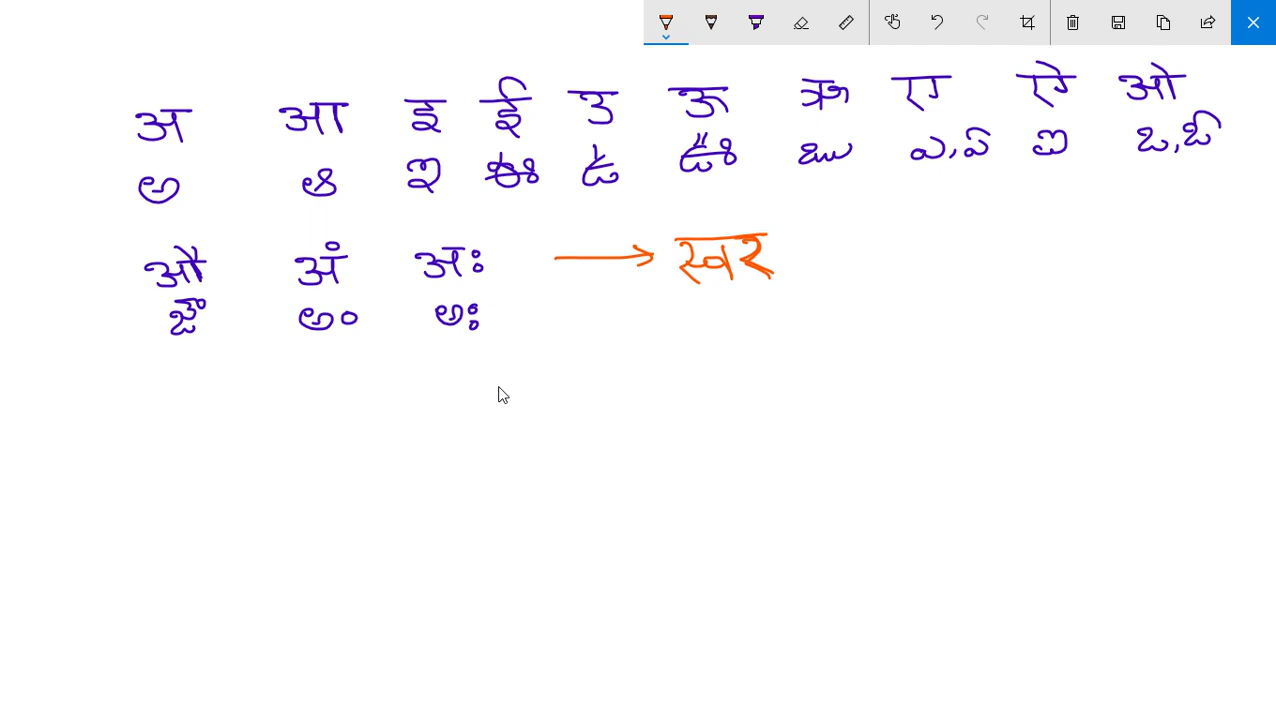 अ आ इ ई उ ऊ ऋ ए ऐ ओ
ಅ ಆ ಇ ಈ ಉ ಊ ಋ ಎ,ಏ ಐ ಒ,ಓ
औ अं अः → स्वर
ಔ ಅಂ ಅಃ